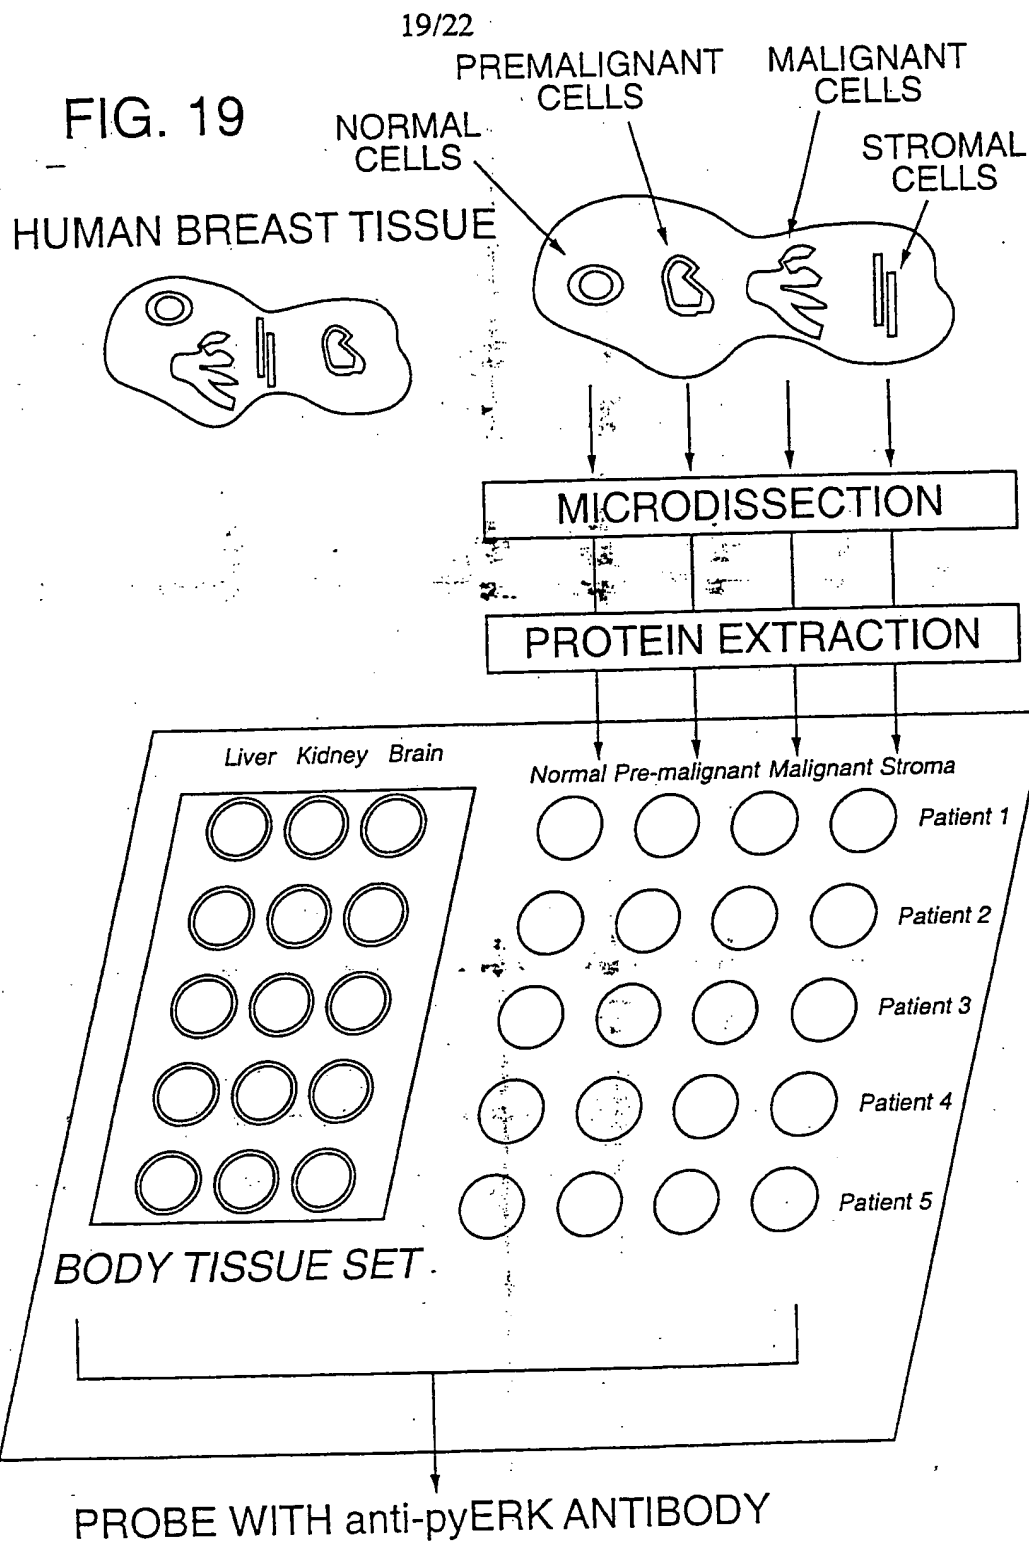 19/22
FIG. 19
PREMALIGNANT
CELLS
MALIGNANT
CELLS
NORMAL
CELLS
STROMAL
CELLS
HUMAN BREAST TISSUE
MICRODISSECTION
PROTEIN EXTRACTION
Liver Kidney Brain
Normal Pre-malignant Malignant Stroma
Patient 1
Patient 2
Patient 3
Patient 4
Patient 5
BODY TISSUE SET
PROBE WITH anti-pyERK ANTIBODY